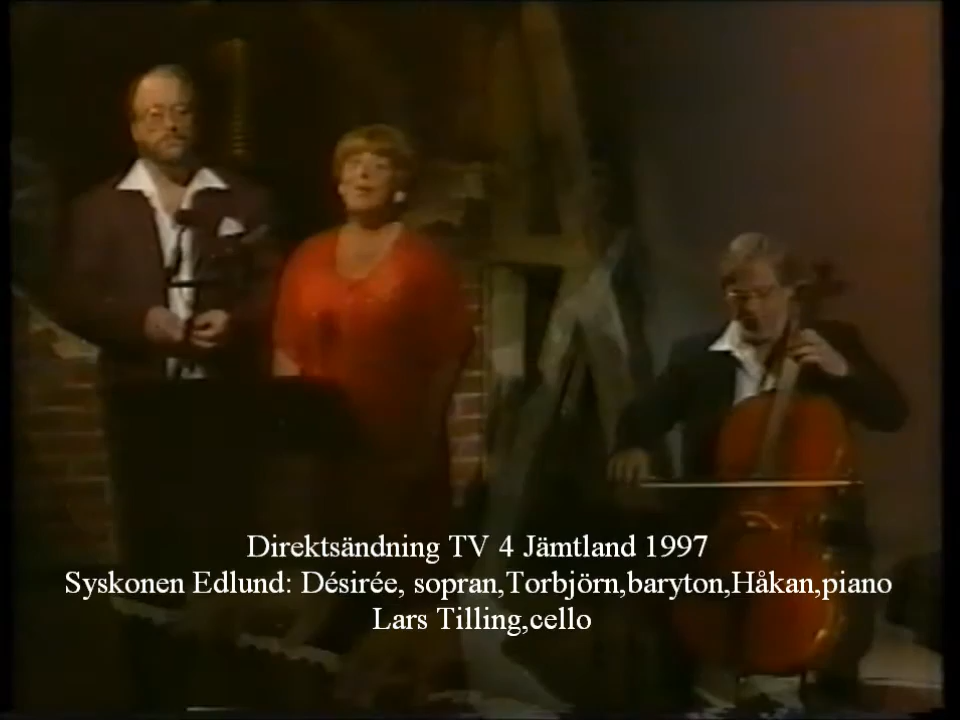 Direktsändning TV 4 Jämtland 1997
Syskonen Edlund: Désirée, sopran,Torbjörn,baryton,Håkan,piano
Lars Tilling,cello